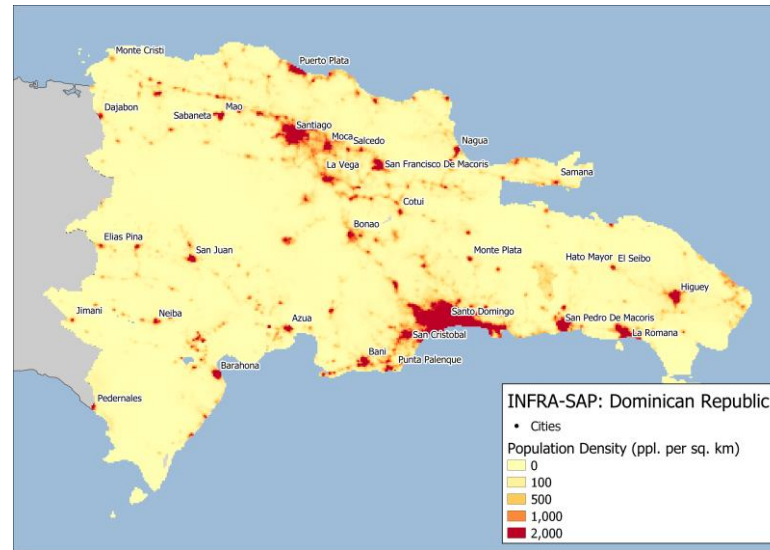 Monte Cristi
Puerto Plata
Dajabon
Mao
Sabaneta
Santiago
Moca
Salcedo
Nagua
La Vega
San Francisco De Macoris
Samana
Cotui
Bonao
Elias Pina
San Juan
Monte Plata
Hato Mayor
El Seibo
Higuey
Jimani
Neiba
Azua
Santo Domingo
San Pedro De Macoris
San Cristobal
La Romana
Bani
Punta Palenque
Barahona
Pedernales
INFRA-SAP: Dominican Republic
Cities
Population Density (ppl. per sq. km)
0
100
500
1,000
2,000